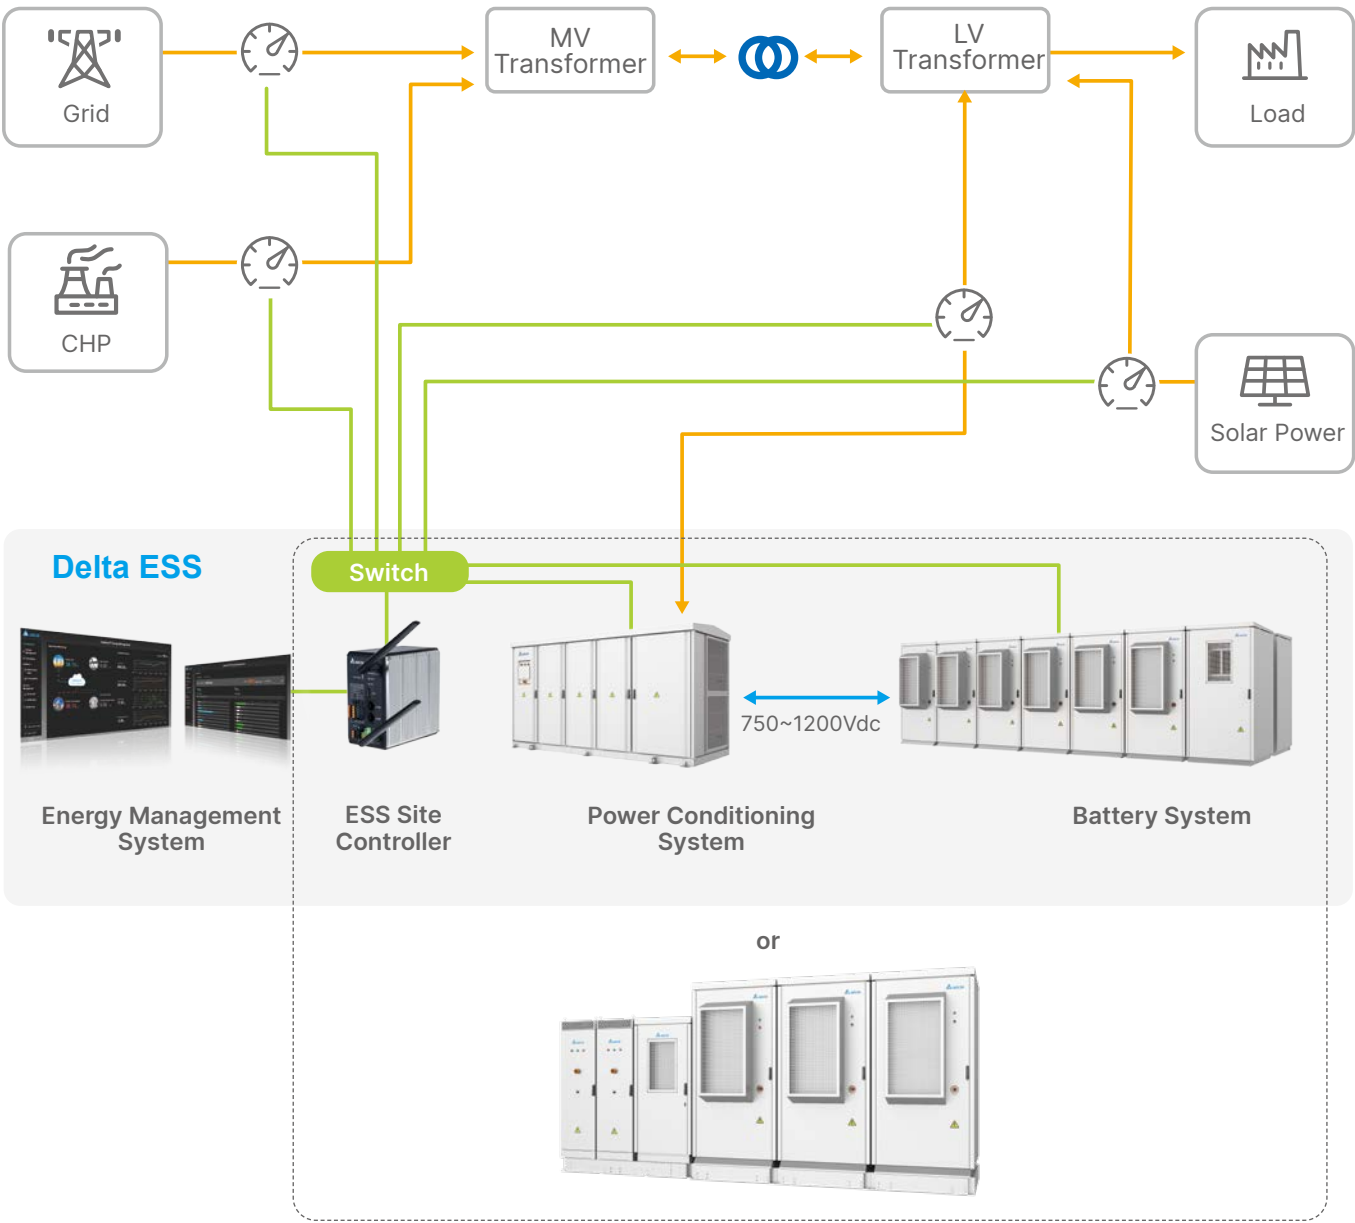 Grid
MV
Transformer
LV
Transformer
Load
CHP
Solar Power
Delta ESS
Switch
750~1200Vdc
Energy Management
System
ESS Site
Controller
Power Conditioning
System
Battery System
or